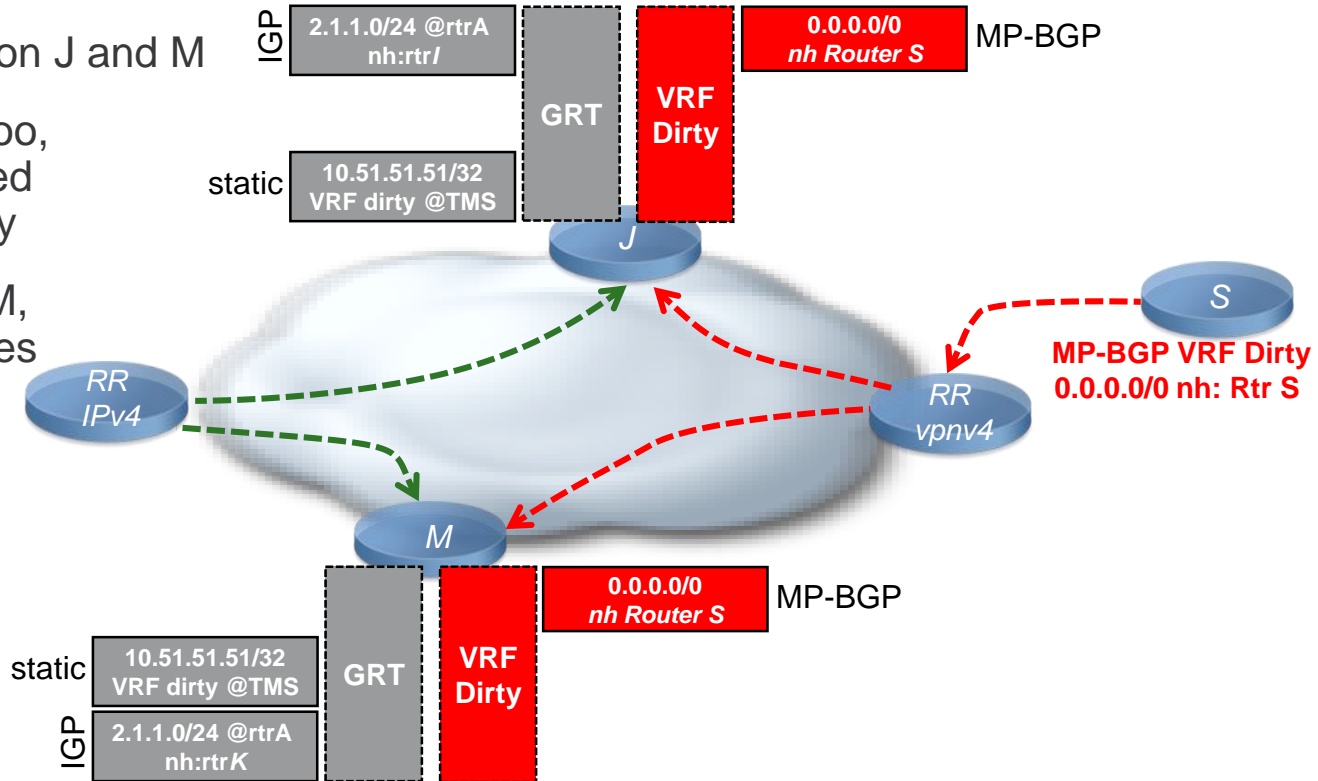 on J and M
IGP
2.1.1.0/24 @rtrA
nh:rtrI
GRT
VRF
Dirty
0.0.0.0/0
nh Router S
MP-BGP
static
10.51.51.51/32
VRF dirty @TMS
J
S
MP-BGP VRF Dirty
0.0.0.0/0 nh: Rtr S
M,
RR
IPv4
RR
vpnv4
M
static
10.51.51.51/32
VRF dirty @TMS
IGP
2.1.1.0/24 @rtrA
nh:rtrK
GRT
VRF
Dirty
0.0.0.0/0
nh Router S
MP-BGP